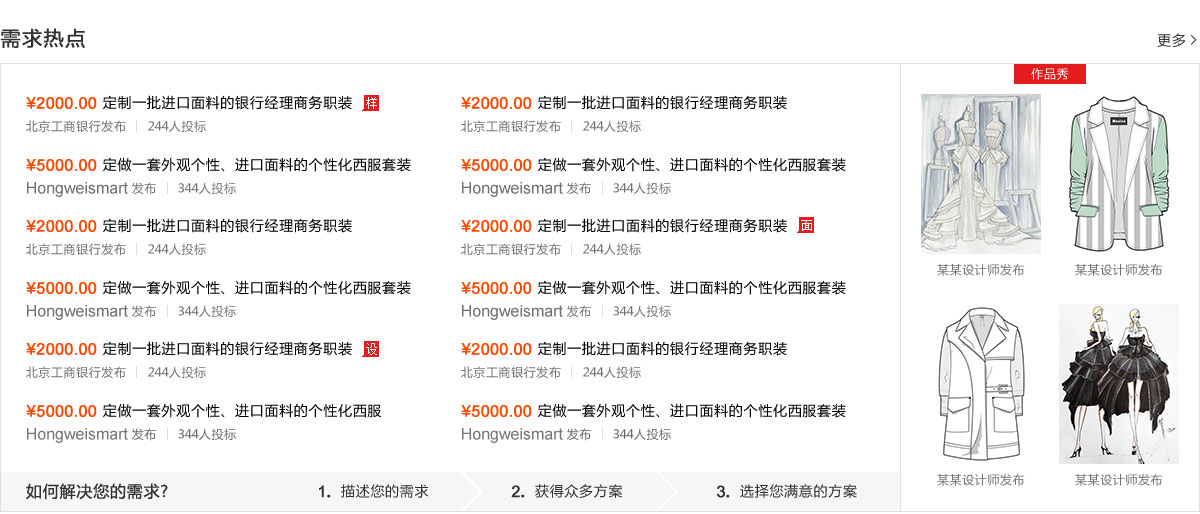 需求热点
更多
¥2000.00 定制一批进口面料的银行经理商务职装 样
北京工商银行发布 244人投标
¥5000.00 定做一套外观个性、进口面料的个性化西服套装
Hongweismart 发布 344人投标
¥2000.00 定制一批进口面料的银行经理商务职装
北京工商银行发布 244人投标
¥5000.00 定做一套外观个性、进口面料的个性化西服套装
Hongweismart 发布 344人投标
¥2000.00 定制一批进口面料的银行经理商务职装 设
北京工商银行发布 244人投标
¥5000.00 定做一套外观个性、进口面料的个性化西服
Hongweismart 发布 344人投标
¥2000.00 定制一批进口面料的银行经理商务职装
北京工商银行发布 244人投标
¥5000.00 定做一套外观个性、进口面料的个性化西服套装
Hongweismart 发布 344人投标
¥2000.00 定制一批进口面料的银行经理商务职装 面
北京工商银行发布 244人投标
¥5000.00 定做一套外观个性、进口面料的个性化西服套装
Hongweismart 发布 344人投标
¥2000.00 定制一批进口面料的银行经理商务职装
北京工商银行发布 244人投标
¥5000.00 定做一套外观个性、进口面料的个性化西服套装
Hongweismart 发布 344人投标
如何解决您的需求? 1. 描述您的需求 2. 获得众多方案 3. 选择您满意的方案
作品秀
某某设计师发布 某某设计师发布
某某设计师发布 某某设计师发布